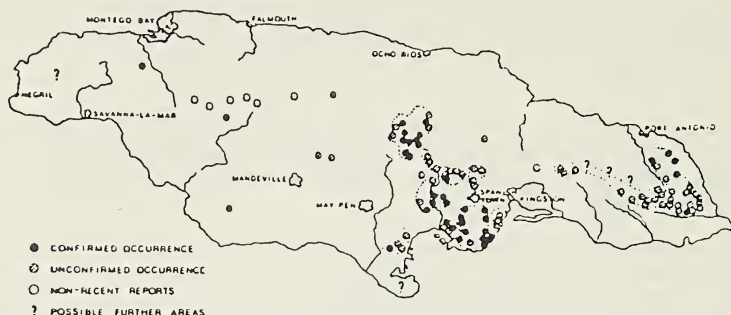 MONTEGO BAY
FALMOUTH
OCHO RIOS
?
NEGRIL
SAVANNA-LA-MAR
PORT ANTONIO
? ? ?
MANDEVILLE
SPANISH TOWN
KINGSTON
MAY PEN
?
CONFIRMED OCCURRENCE
UNCONFIRMED OCCURRENCE
NON-RECENT REPORTS
? POSSIBLE FURTHER AREAS